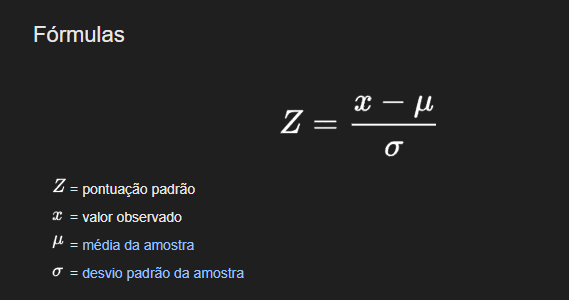 Fórmulas
Z = x − μ / σ
Z = pontuação padrão
x = valor observado
μ = média da amostra
σ = desvio padrão da amostra